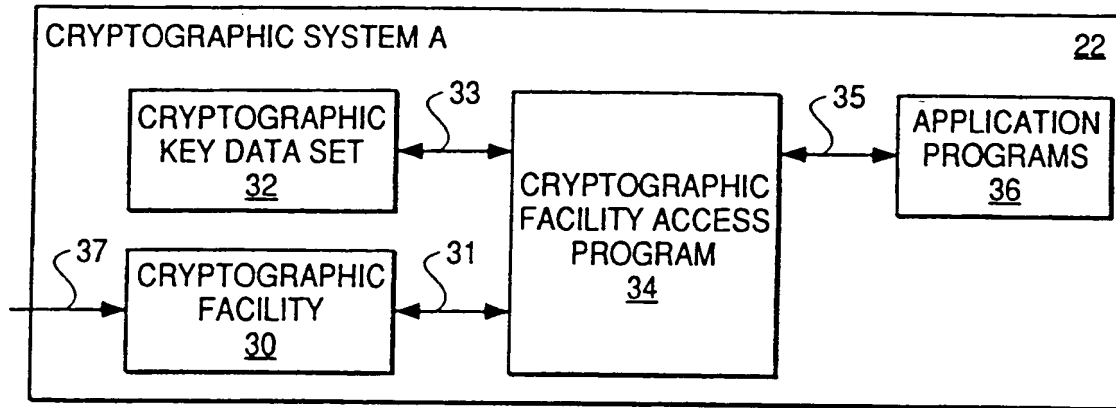 CRYPTOGRAPHIC SYSTEM A
22
CRYPTOGRAPHIC
KEY DATA SET
32
33
CRYPTOGRAPHIC
FACILITY ACCESS
PROGRAM
34
35
APPLICATION
PROGRAMS
36
37
CRYPTOGRAPHIC
FACILITY
30
31